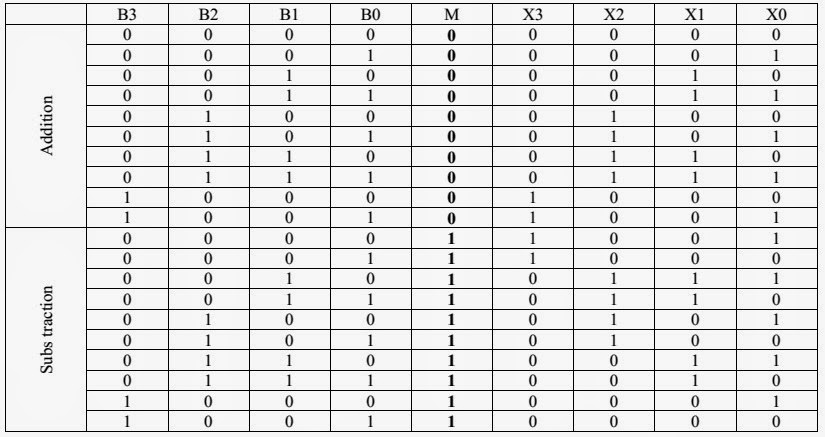 B3 B2 B1 B0 M X3 X2 X1 X0
Addition
0 0 0 0 0 0 0 0 0
0 0 0 1 0 0 0 0 1
0 0 1 0 0 0 0 1 0
0 0 1 1 0 0 0 1 1
0 1 0 0 0 0 1 0 0
0 1 0 1 0 0 1 0 1
0 1 1 0 0 0 1 1 0
0 1 1 1 0 0 1 1 1
1 0 0 0 0 1 0 0 0
1 0 0 1 0 1 0 0 1
Subs traction
0 0 0 0 1 1 0 0 1
0 0 0 1 1 1 0 0 0
0 0 1 0 1 0 1 1 1
0 0 1 1 1 0 1 1 0
0 1 0 0 1 0 1 0 1
0 1 0 1 1 0 1 0 0
0 1 1 0 1 0 0 1 1
0 1 1 1 1 0 0 1 0
1 0 0 0 1 0 0 0 1
1 0 0 1 1 0 0 0 0